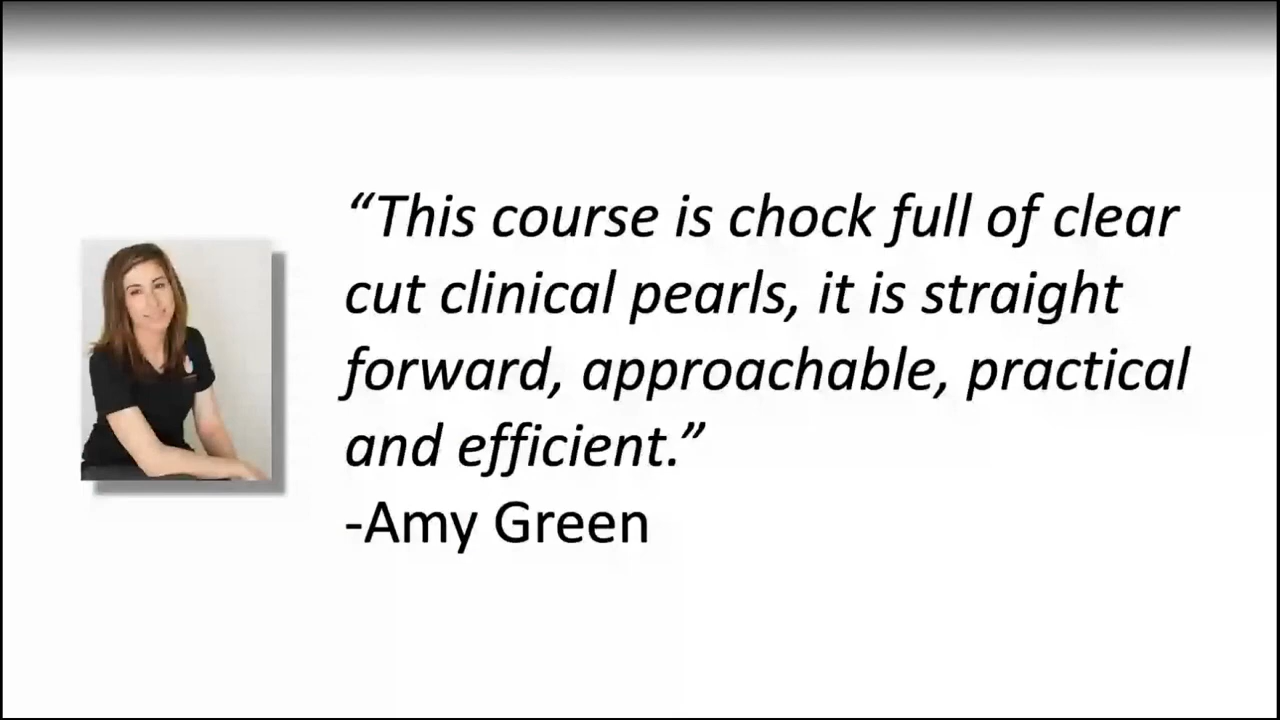 “This course is chock full of clear
cut clinical pearls, it is straight
forward, approachable, practical
and efficient.”
-Amy Green